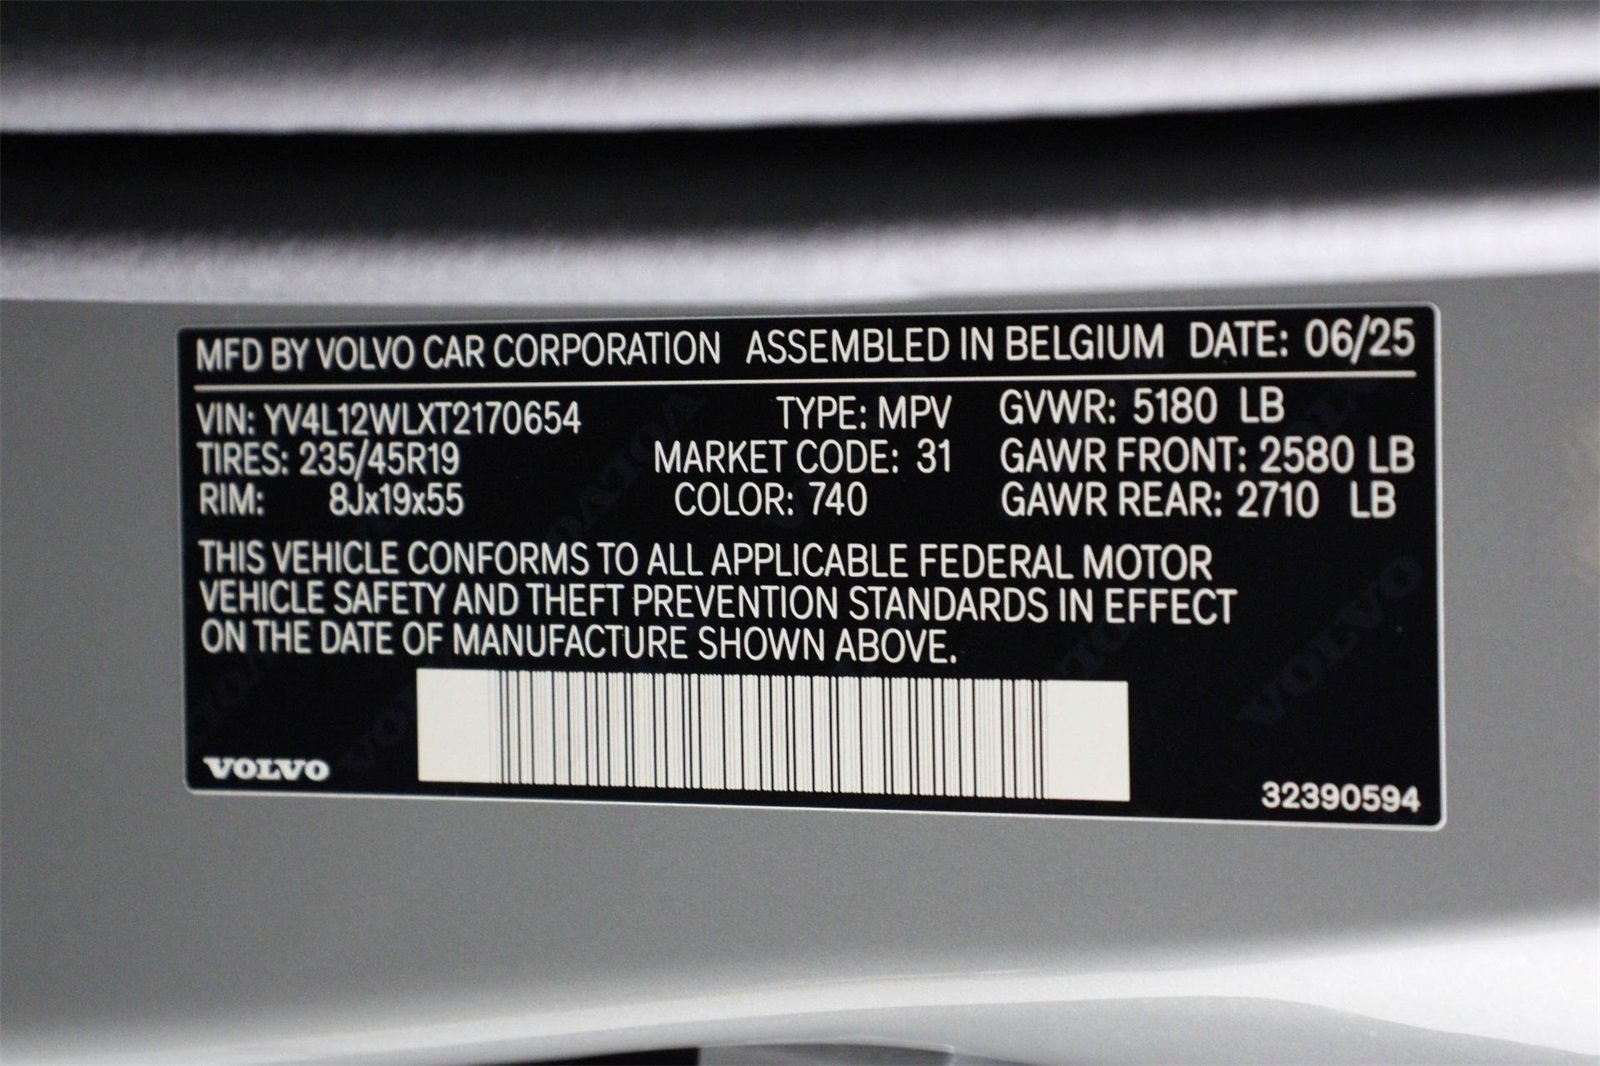 MFD BY VOLVO CAR CORPORATION ASSEMBLED IN BELGIUM DATE: 06/25
VIN: YV4L12WLXT2170654 TYPE: MPV GVWR: 5180 LB
TIRES: 235/45R19 MARKET CODE: 31 GAWR FRONT: 2580 LB
RIM: 8Jx19x55 COLOR: 740 GAWR REAR: 2710 LB
THIS VEHICLE CONFORMS TO ALL APPLICABLE FEDERAL MOTOR
VEHICLE SAFETY AND THEFT PREVENTION STANDARDS IN EFFECT
ON THE DATE OF MANUFACTURE SHOWN ABOVE.
VOLVO 32390594